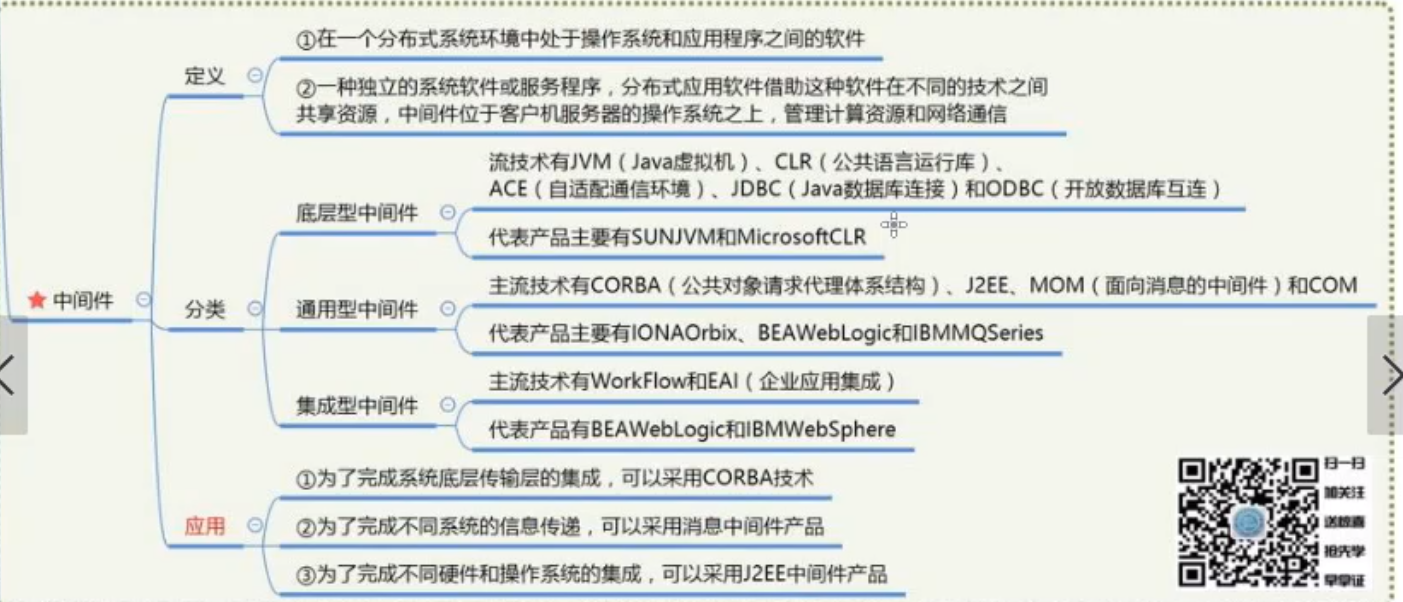 ①在一个分布式系统环境中处于操作系统和应用程序之间的软件
定义
②一种独立的系统软件或服务程序，分布式应用软件借助这种软件在不同的技术之间
共享资源，中间件位于客户机服务器的操作系统之上，管理计算资源和网络通信
流技术有JVM（Java虚拟机）、CLR（公共语言运行库）、
ACE（自适配通信环境）、JDBC（Java数据库连接）和ODBC（开放数据库互连）
底层型中间件
代表产品主要有SUNJVM和MicrosoftCLR
主流技术有CORBA（公共对象请求代理体系结构）、J2EE、MOM（面向消息的中间件）和COM
中间件
分类
通用型中间件
代表产品主要有IONAOrbix、BEAWebLogic和IBMMQSeries
主流技术有WorkFlow和EAI（企业应用集成）
集成型中间件
代表产品有BEAWebLogic和IBMWebSphere
①为了完成系统底层传输层的集成，可以采用CORBA技术
应用
②为了完成不同系统的信息传递，可以采用消息中间件产品
③为了完成不同硬件和操作系统的集成，可以采用J2EE中间件产品
扫一扫
加关注
抢先学
早拿证